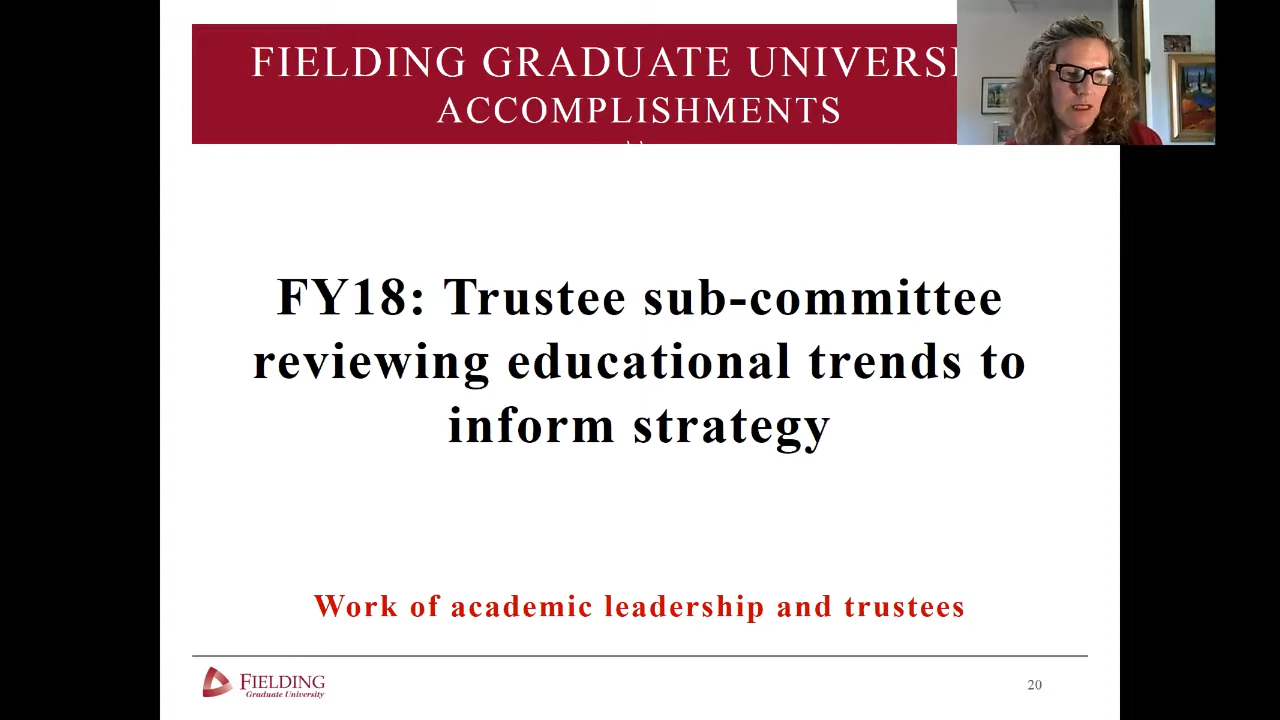 FIELDING GRADUATE UNIVERSI
ACCOMPLISHMENTS
FY18: Trustee sub-committee
reviewing educational trends to
inform strategy
Work of academic leadership and trustees
FIELDING
Graduate University
20